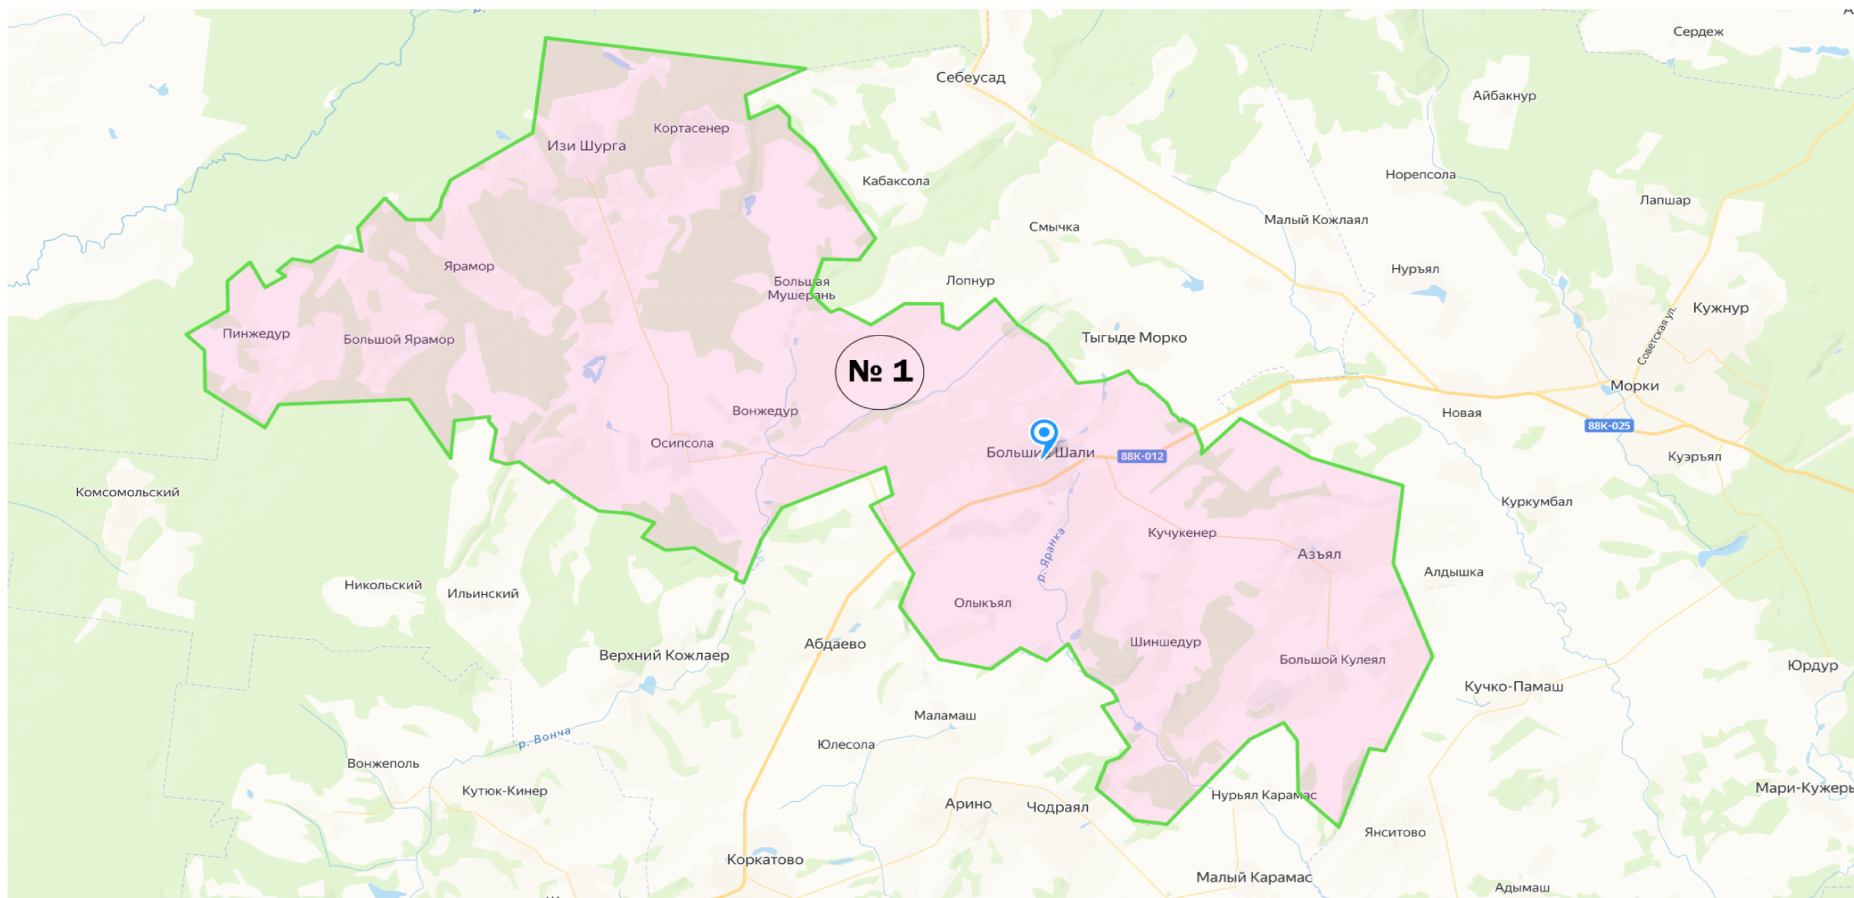 Сердеж
Себеусад
Айбакнур
Кортасенер
Изи Шурга
Норепсола
Кабаксола
Лапшар
Малый Кожлаял
Смычка
Ярамор
Нуръял
Большая
Мушерань
Лопнур
Кужнур
Пинжедур
Большой Ярамор
Тыгыде Морко
Советская ул.
№ 1
Морки
Вонжедур
Новая
88К-025
Осипсола
Большие Шали
88К-012
Куэръял
Комсомольский
Куркумбал
Кучукенер
Азъял
р. Яранка
Алдышка
Никольский
Ильинский
Олыкъял
Абдаево
Шиншедур
Верхний Кожлаер
Большой Кулеял
Юрдур
Кучко-Памаш
Маламаш
р. Вонча
Юлесола
Вонжеполь
Кутюк-Кинер
Нурьял Карамас
Мари-Кужеры
Арино
Чодраял
Янситово
Коркатово
Малый Карамас
Адымаш